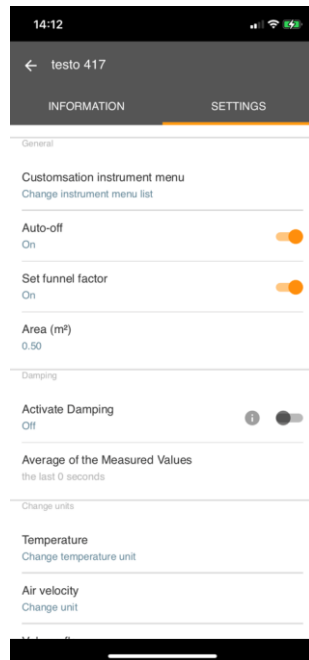 14:12
testo 417
INFORMATION SETTINGS
General
Customsation instrument menu
Change instrument menu list
Auto-off
On
Set funnel factor
On
Area (m²)
0.50
Damping
Activate Damping
Off
Average of the Measured Values
the last 0 seconds
Change units
Temperature
Change temperature unit
Air velocity
Change unit